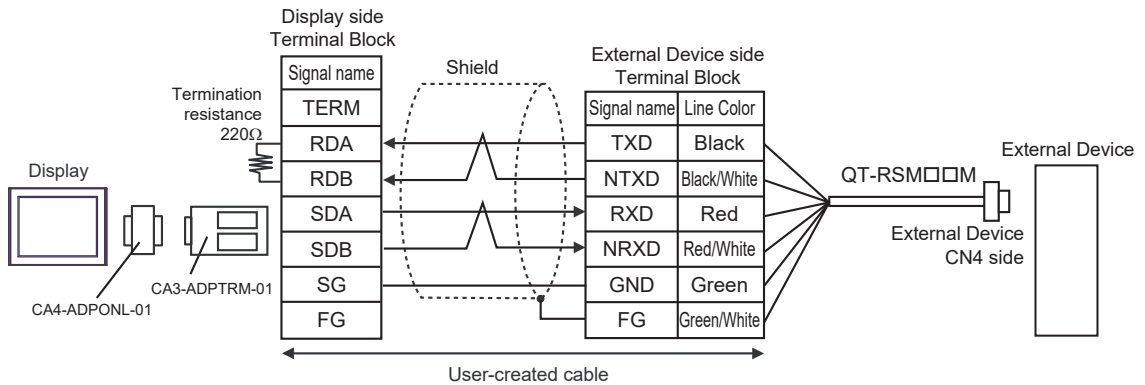 Display side
Terminal Block
Signal name
TERM
RDA
RDB
SDA
SDB
SG
FG
Termination
resistance
220Ω
Shield
External Device side
Terminal Block
Signal name Line Color
TXD Black
NTXD Black/White
RXD Red
NRXD Red/White
GND Green
FG Green/White
QT-RSM□□M
External Device
External Device
CN4 side
Display
CA4-ADPONL-01
CA3-ADPTRM-01
User-created cable